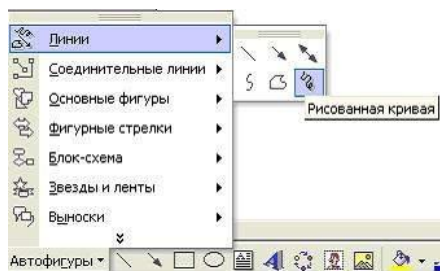 Линии
Соединительные линии
Основные фигуры
Рисованная кривая
Фигурные стрелки
Блок-схема
Звезды и ленты
Выноски
Автофигуры